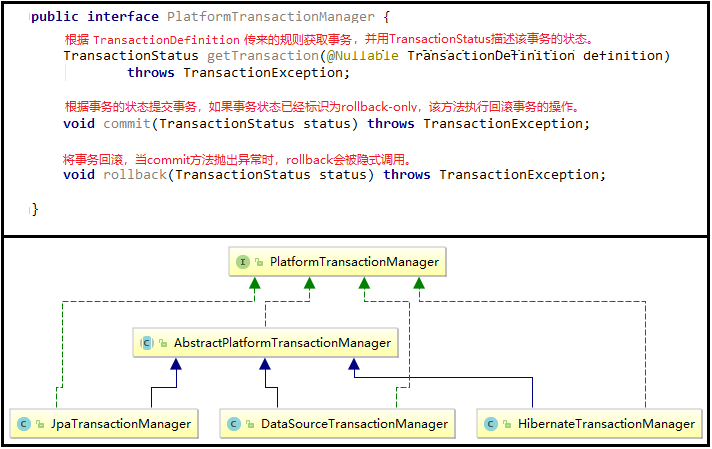 public interface PlatformTransactionManager {
根据 TransactionDefinition 传来的规则获取事务，并用TransactionStatus描述该事务的状态。
TransactionStatus getTransaction(@Nullable TransactionDefinition definition)
throws TransactionException;
根据事务的状态提交事务，如果事务状态已经标识为rollback-only，该方法执行回滚事务的操作。
void commit(TransactionStatus status) throws TransactionException;
将事务回滚，当commit方法抛出异常时，rollback会被隐式调用。
void rollback(TransactionStatus status) throws TransactionException;
}
I PlatformTransactionManager
C AbstractPlatformTransactionManager
C JpaTransactionManager
C DataSourceTransactionManager
C HibernateTransactionManager